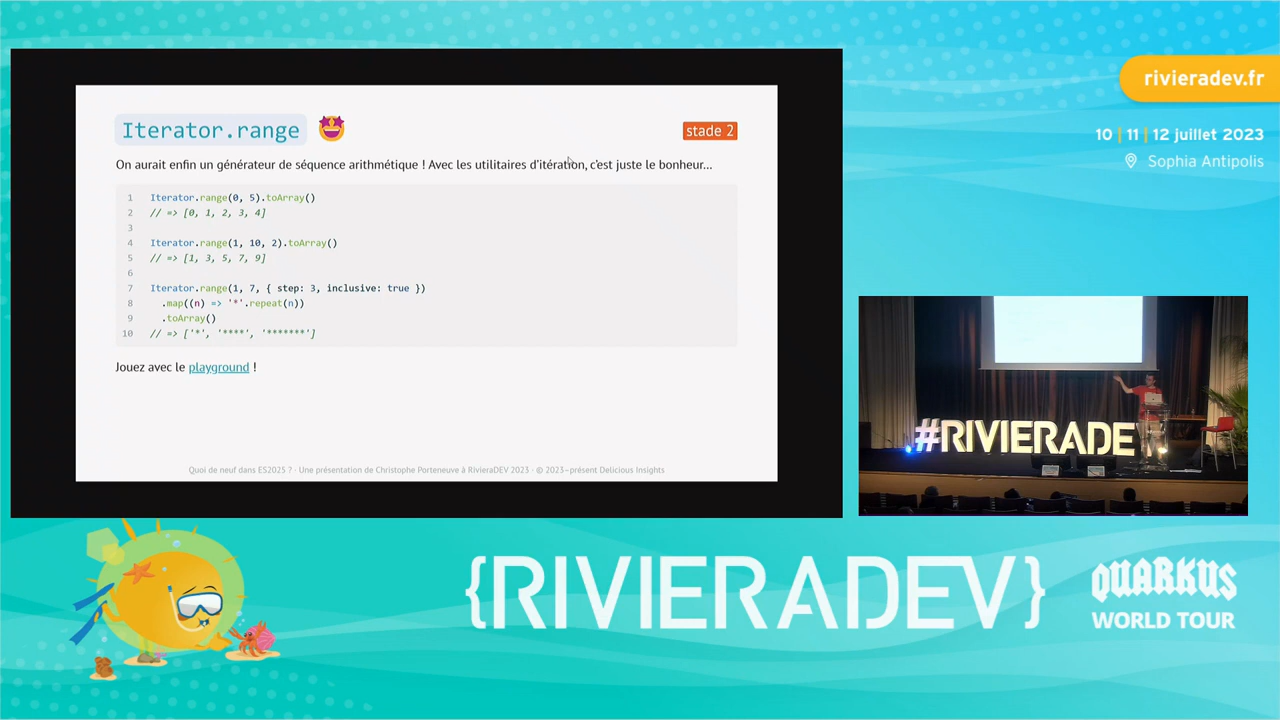 rivieradev.fr
10 | 11 | 12 juillet 2023
Sophia Antipolis
Iterator.range
stade 2
On aurait enfin un générateur de séquence arithmétique ! Avec les utilitaires d'itération, c'est juste le bonheur…
1 Iterator.range(0, 5).toArray()
2 // => [0, 1, 2, 3, 4]
3
4 Iterator.range(1, 10, 2).toArray()
5 // => [1, 3, 5, 7, 9]
6
7 Iterator.range(1, 7, { step: 3, inclusive: true })
8 .map((n) => '*'.repeat(n))
9 .toArray()
10 // => ['*', '****', '*******']
Jouez avec le playground !
Quoi de neuf dans ES2025 ? · Une présentation de Christophe Porteneuve à RivieraDEV 2023 · © 2023–présent Delicious Insights
#RIVIERADE
{RIVIERADEV}
QUARKUS
WORLD TOUR